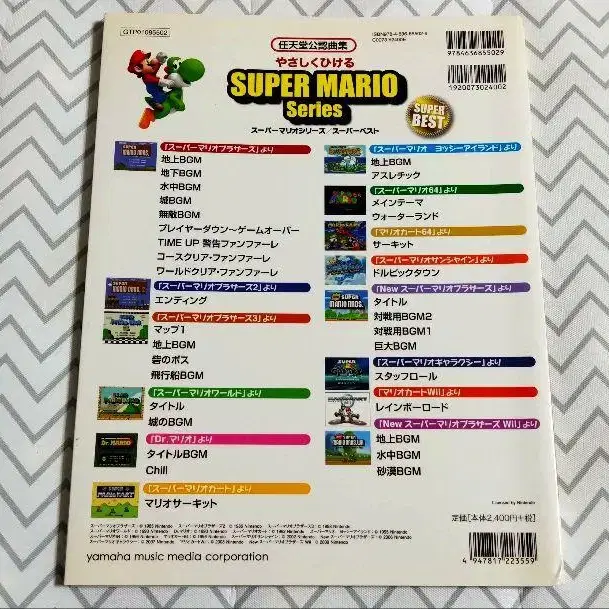 GTP01085502
任天堂公認曲集
やさしくひける
SUPER MARIO
Series
スーパーマリオシリーズ／スーパーベスト
SUPER
BEST
9784636855029
1920073024002
「スーパーマリオブラザーズ」より
地上BGM
地下BGM
水中BGM
城BGM
無敵BGM
プレイヤーダウン〜ゲームオーバー
TIME UP 警告ファンファーレ
コースクリア・ファンファーレ
ワールドクリア・ファンファーレ
「スーパーマリオブラザーズ2」より
エンディング
「スーパーマリオブラザーズ3」より
マップ1
地上BGM
砦のボス
飛行船BGM
「スーパーマリオワールド」より
タイトル
城のBGM
「Dr.マリオ」より
タイトルBGM
Chill
「スーパーマリオカート」より
マリオサーキット
「スーパーマリオ ヨッシーアイランド」より
地上BGM
アスレチック
「スーパーマリオ64」より
メインテーマ
ウォーターランド
「マリオカート64」より
サーキット
「スーパーマリオサンシャイン」より
ドルピックタウン
「New スーパーマリオブラザーズ」より
タイトル
対戦用BGM2
対戦用BGM1
巨大BGM
「スーパーマリオギャラクシー」より
スタッフロール
「マリオカートWii」より
レインボーロード
「New スーパーマリオブラザーズ Wii」より
地上BGM
水中BGM
砂漠BGM
Licensed by Nintendo
定価[本体2,400円+税]
yamaha music media corporation
4 947817 223559